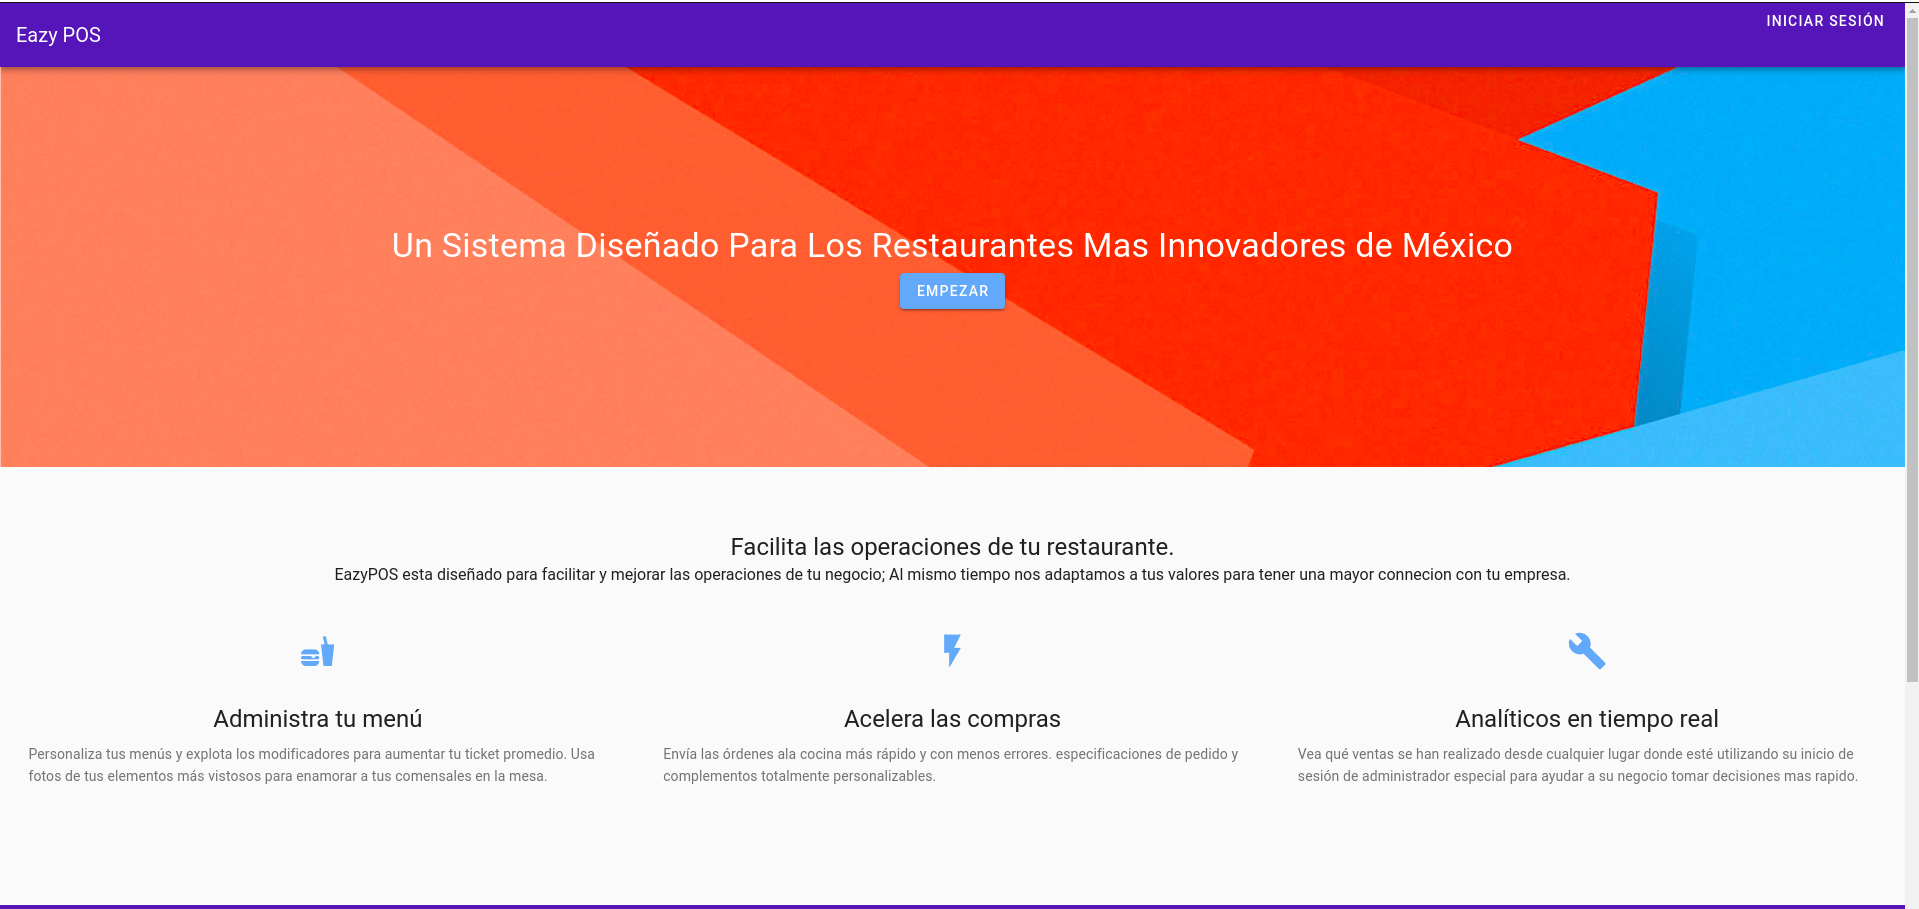 Eazy POS
INICIAR SESIÓN
Un Sistema Diseñado Para Los Restaurantes Mas Innovadores de México
EMPEZAR
Facilita las operaciones de tu restaurante.
EazyPOS esta diseñado para facilitar y mejorar las operaciones de tu negocio; Al mismo tiempo nos adaptamos a tus valores para tener una mayor connecion con tu empresa.
Administra tu menú
Personaliza tus menús y explota los modificadores para aumentar tu ticket promedio. Usa
fotos de tus elementos más vistosos para enamorar a tus comensales en la mesa.
Acelera las compras
Envía las órdenes ala cocina más rápido y con menos errores. especificaciones de pedido y
complementos totalmente personalizables.
Analíticos en tiempo real
Vea qué ventas se han realizado desde cualquier lugar donde esté utilizando su inicio de
sesión de administrador especial para ayudar a su negocio tomar decisiones mas rapido.